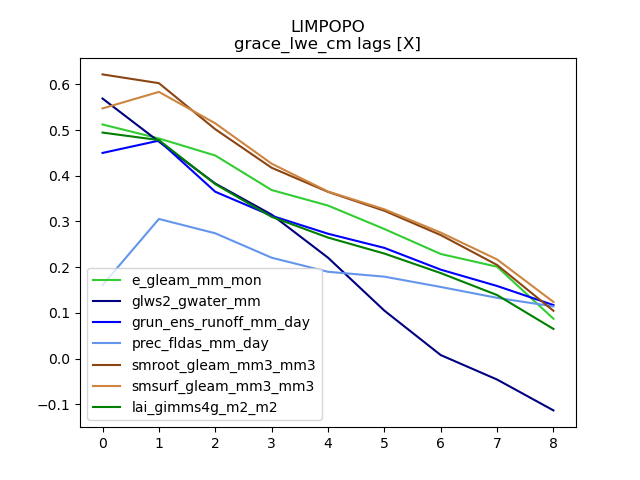 LIMPOPO
grace_lwe_cm lags [X]
0.6
0.5
0.4
0.3
0.2
0.1
0.0
−0.1
e_gleam_mm_mon
glws2_gwater_mm
grun_ens_runoff_mm_day
prec_fldas_mm_day
smroot_gleam_mm3_mm3
smsurf_gleam_mm3_mm3
lai_gimms4g_m2_m2
0 1 2 3 4 5 6 7 8